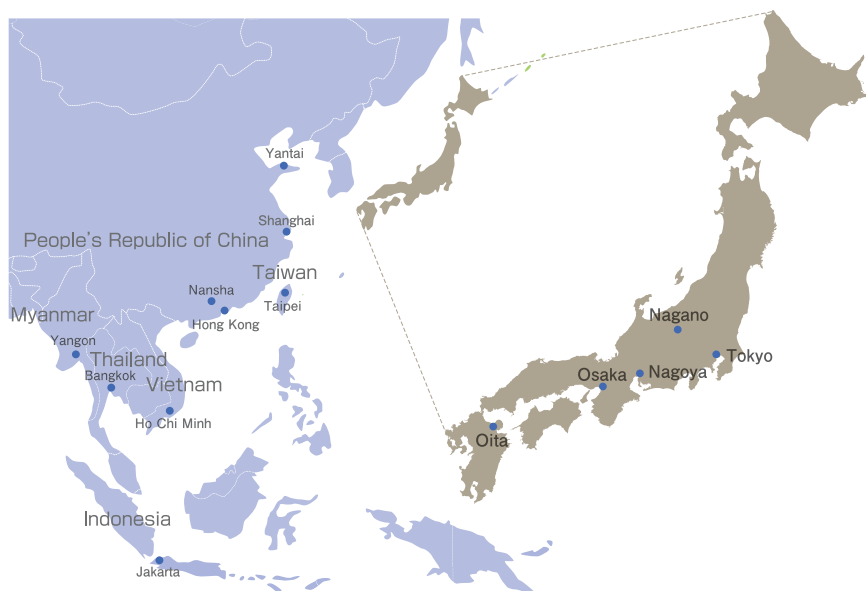 Yantai
Shanghai
People's Republic of China
Taiwan
Nansha
Taipei
Hong Kong
Myanmar
Yangon
Thailand
Bangkok
Vietnam
Ho Chi Minh
Indonesia
Jakarta
Nagano
Tokyo
Nagoya
Osaka
Oita